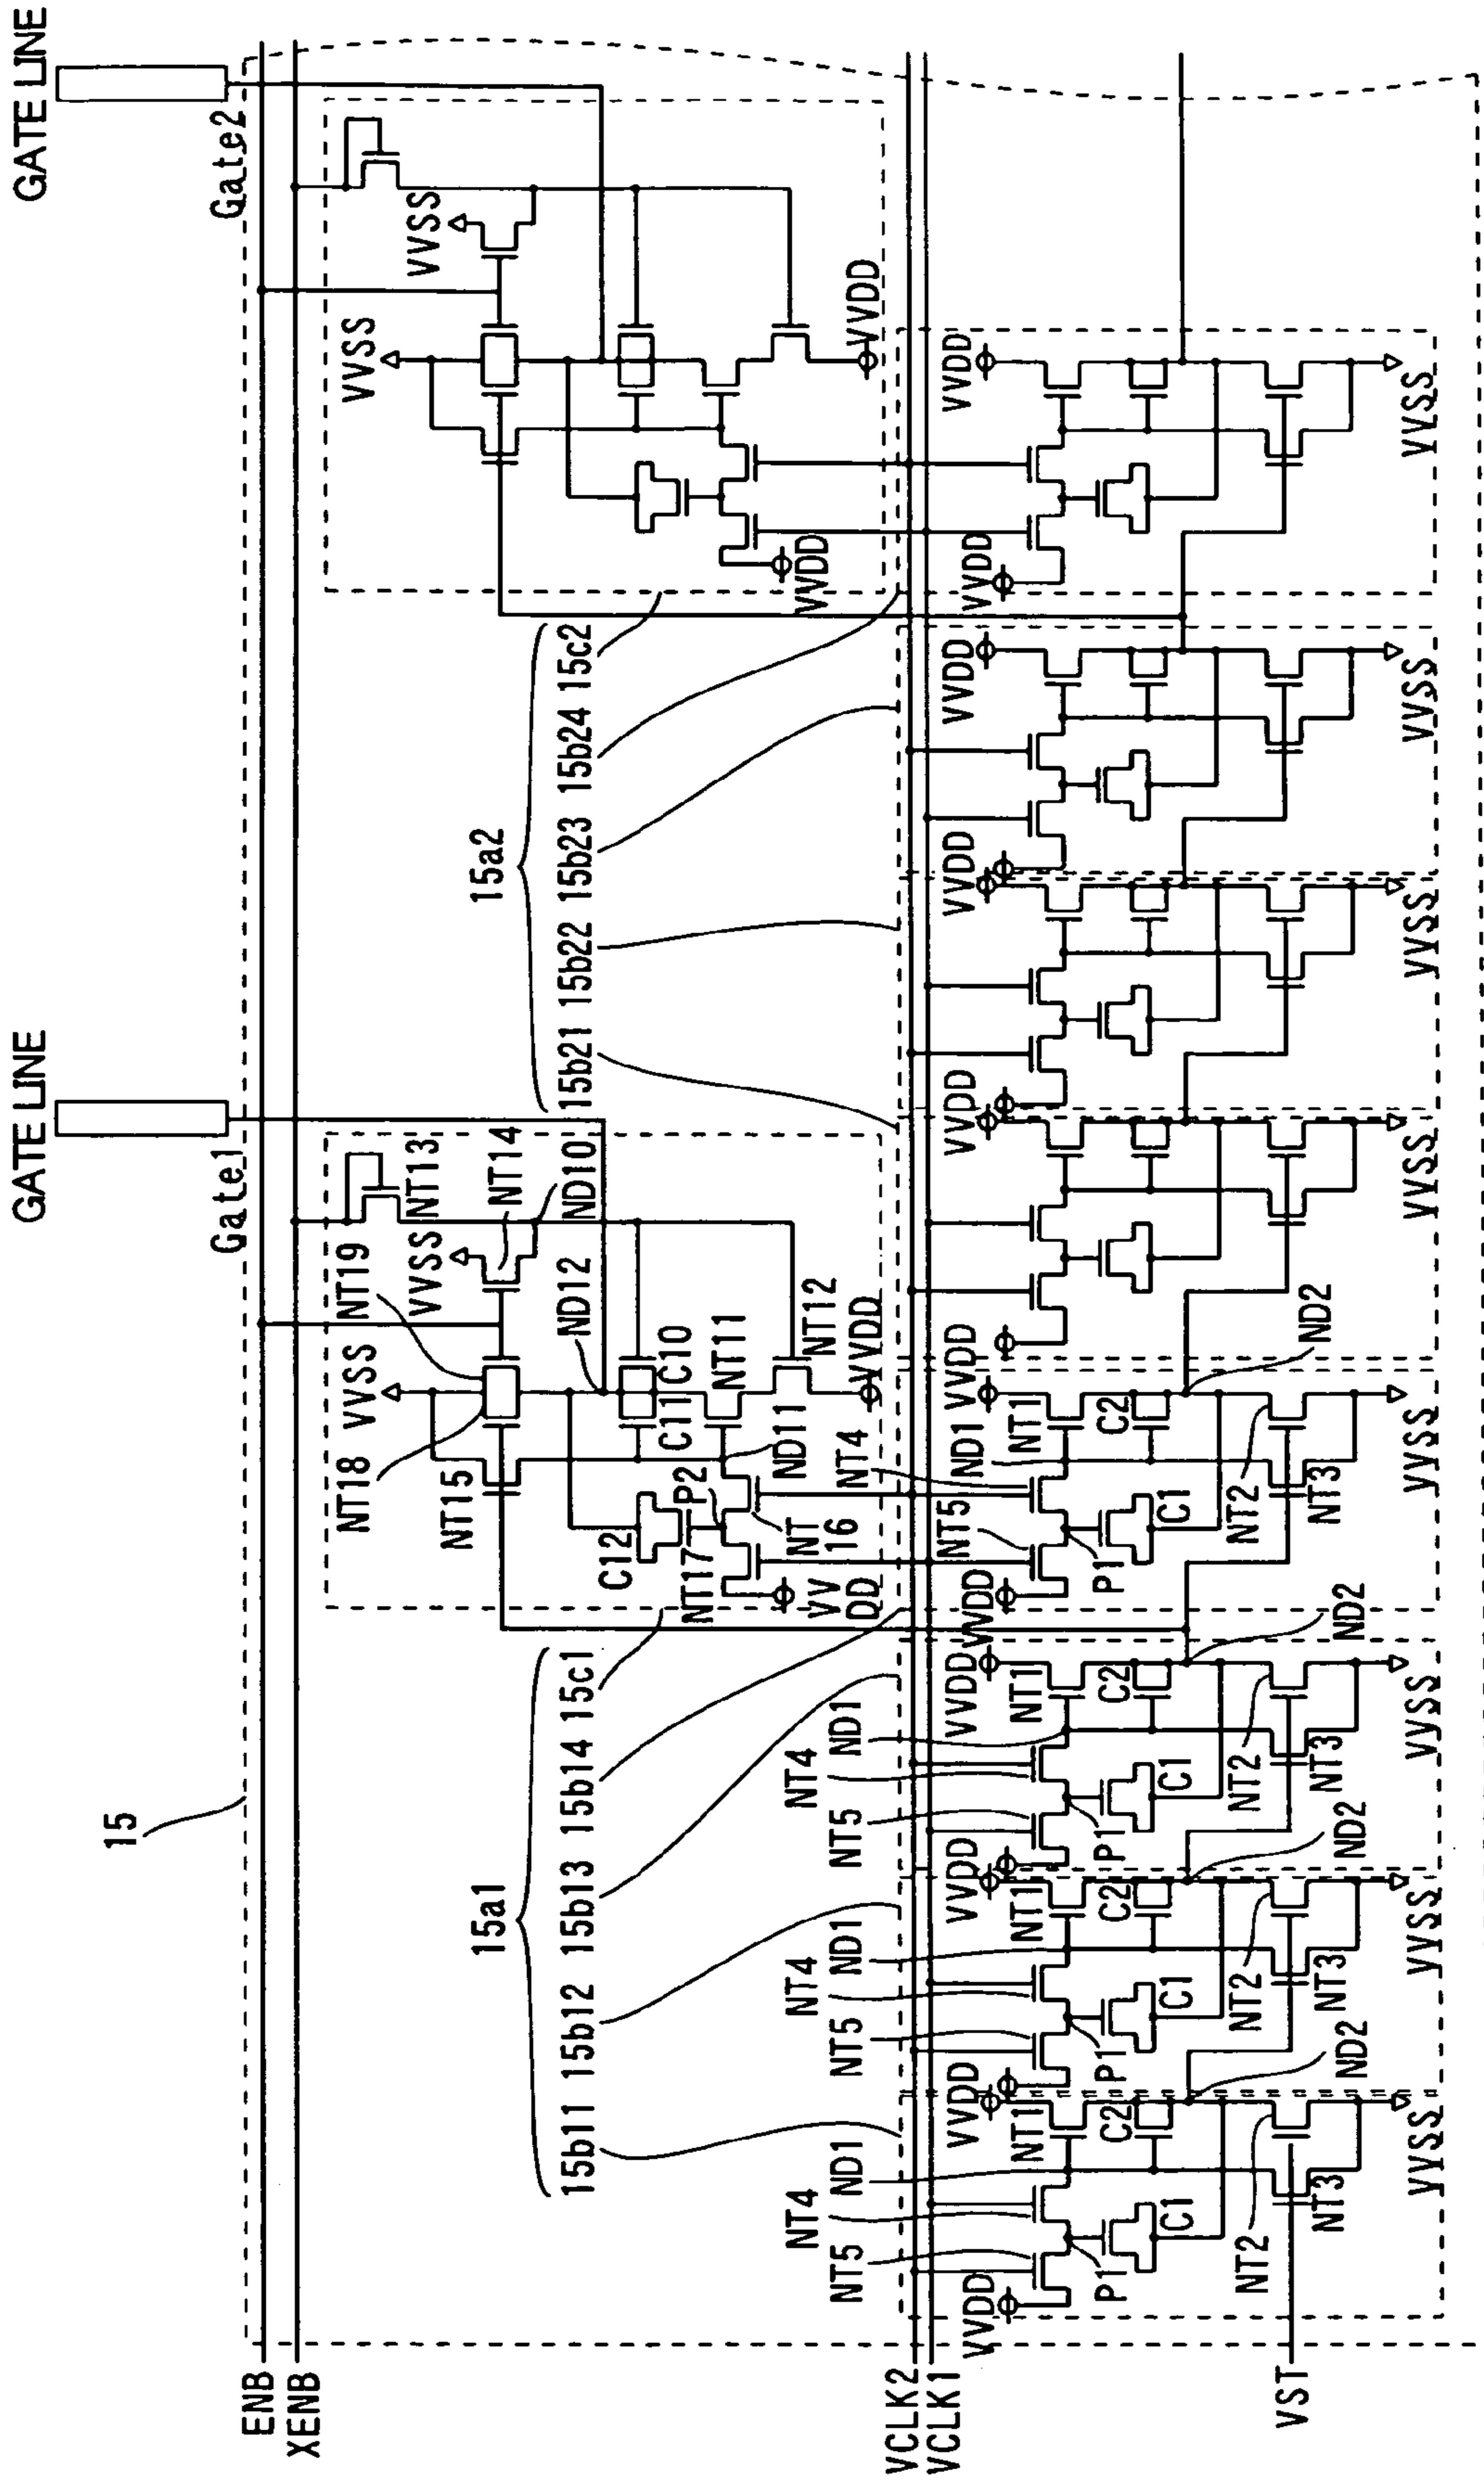 GATE LINE
GATE LINE
Gate1
Gate2
15
ENB
XENB
NT19
NT13
VVSS
NT14
ND10
VVSS
NT18
NT15
ND12
C10
C11
NT11
NT12
VVDD
C12
P2
ND11
NT17
NT
16
VV
DD
VVSS
VVSS
VVDD
VVDD
15a1
15b11
15b12
15b13
15b14
15c1
15a2
15b21
15b22
15b23
15b24
15c2
VCLK2
VCLK1
VST
VVDD
NT5
NT4
ND1
VVDD
NT1
C2
P1
C1
NT2
NT3
VVSS
ND2
NT5
NT4
ND1
VVDD
NT1
C2
P1
C1
NT2
NT3
VVSS
ND2
NT5
NT4
ND1
VVDD
NT1
C2
P1
C1
NT2
NT3
VVSS
ND2
VVDD
NT5
NT4
ND1
VVDD
NT1
C2
P1
C1
NT2
NT3
VVSS
ND2
VVDD
VVSS
VVDD
VVSS
VVDD
VVSS
VVDD
VVDD
VVSS